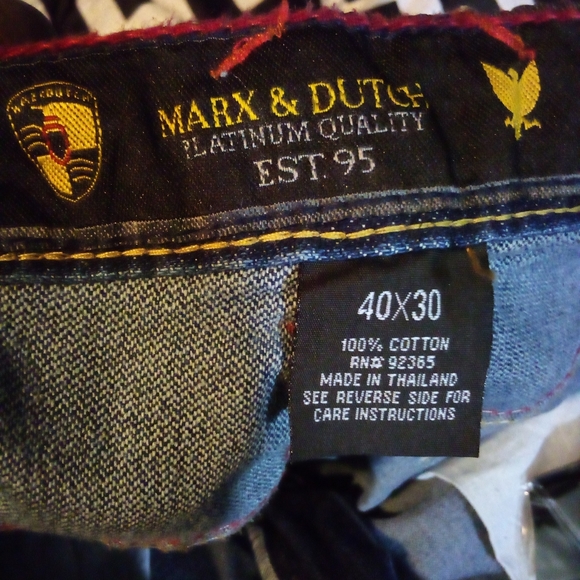 MARX & DUTCH
PLATINUM QUALITY
EST. 95
40X30
100% COTTON
RN# 92365
MADE IN THAILAND
SEE REVERSE SIDE FOR
CARE INSTRUCTIONS